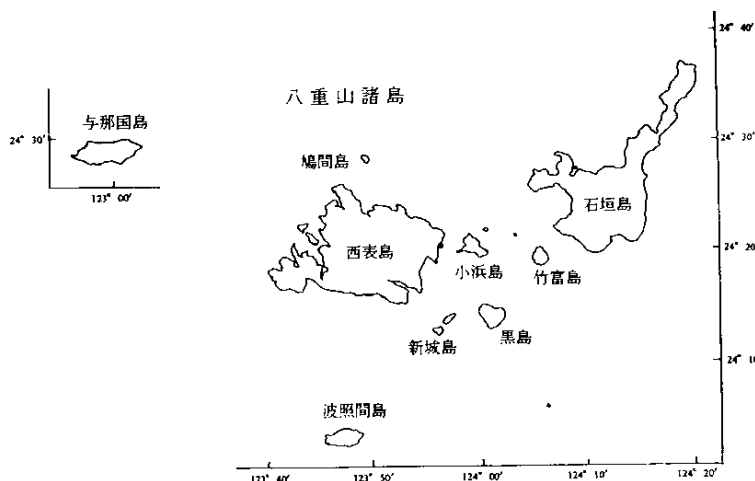 八重山諸島
与那国島
24° 30'
123° 00'
鳩間島
西表島
小浜島
竹富島
石垣島
新城島
黒島
波照間島
24° 40'
24° 30'
24° 20'
24° 10'
123° 40'
123° 50'
124° 00'
124° 10'
124° 20'